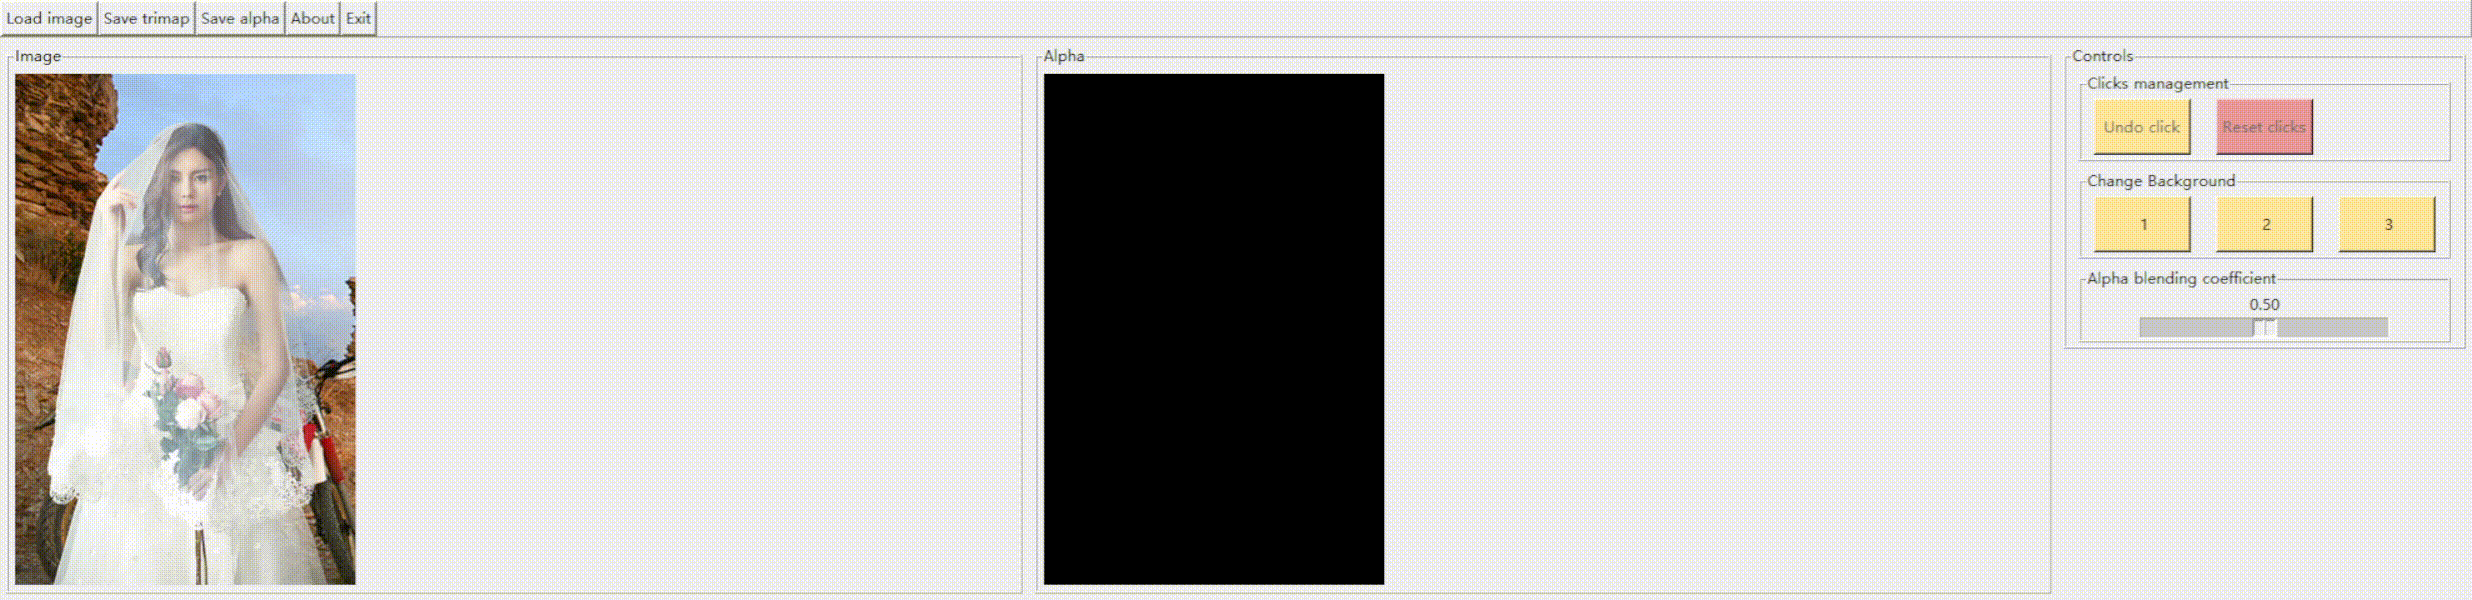 Load image Save trimap Save alpha About Exit
Image
Alpha
Controls
Clicks management
Undo click Reset clicks
Change Background
1 2 3
Alpha blending coefficient
0.50